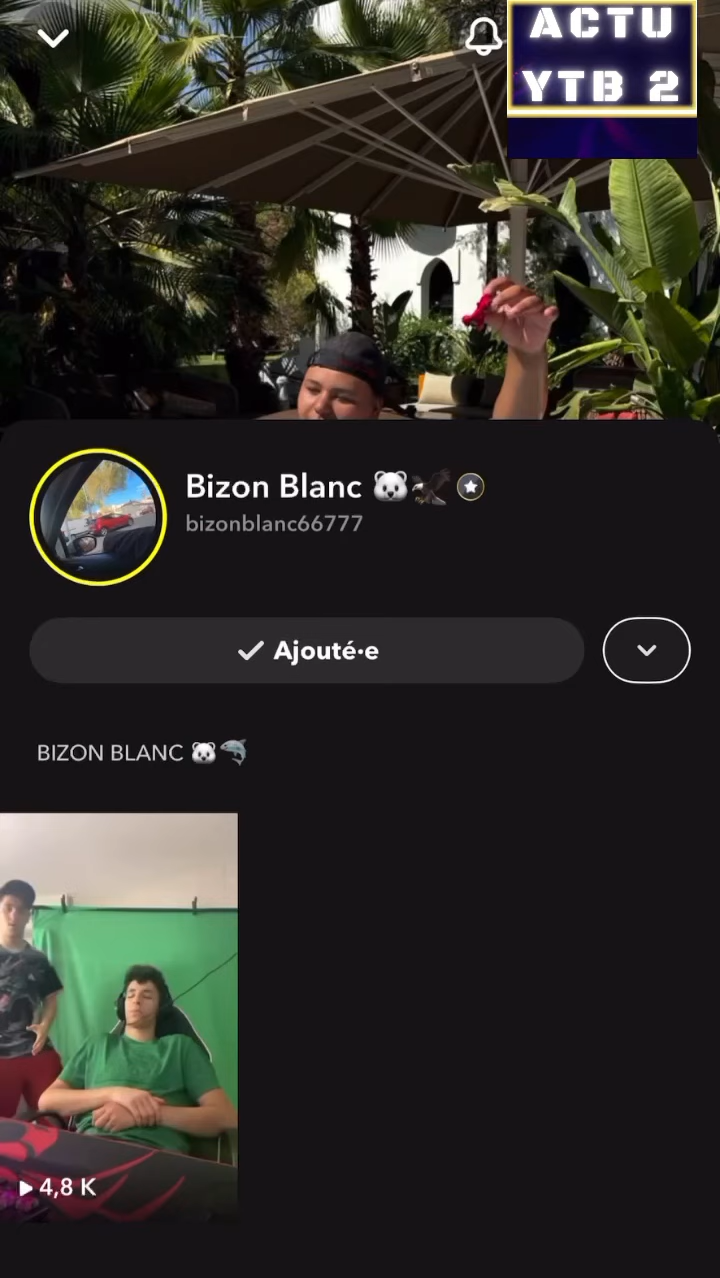 ACTU
YTB 2
Bizon Blanc 🐻‍❄️🦅
bizonblanc66777
Ajouté·e
BIZON BLANC 🐻‍❄️🐬
4,8 K